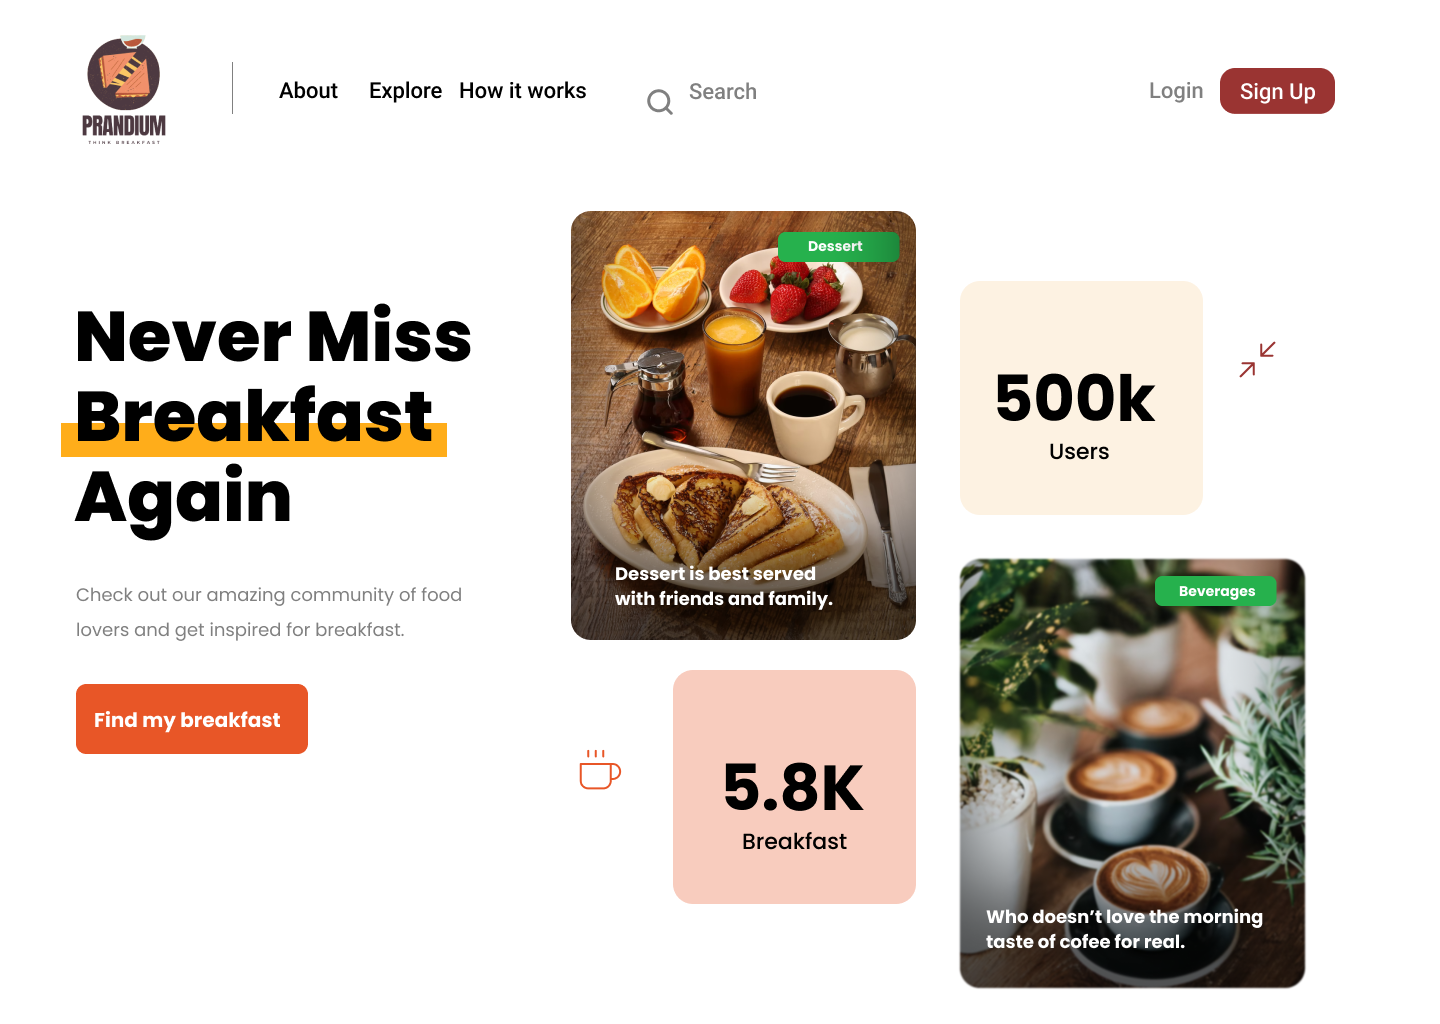 PRANDIUM
THINK BREAKFAST
About Explore How it works
Search
Login
Sign Up
Never Miss
Breakfast
Again
Check out our amazing community of food
lovers and get inspired for breakfast.
Find my breakfast
Dessert
Dessert is best served
with friends and family.
500k
Users
5.8K
Breakfast
Beverages
Who doesn’t love the morning
taste of cofee for real.